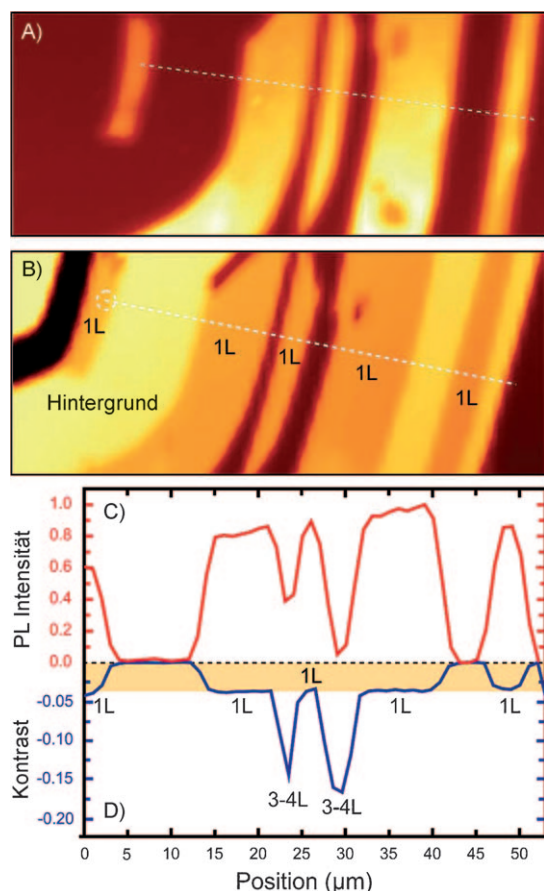 A)
B)
1L
1L
1L
1L
1L
Hintergrund
C)
PL Intensität
1.0
0.8
0.6
0.4
0.2
0.0
1L
1L
1L
1L
1L
Kontrast
-0.05
-0.10
-0.15
-0.20
3-4L
3-4L
D)
0 5 10 15 20 25 30 35 40 45 50
Position (µm)